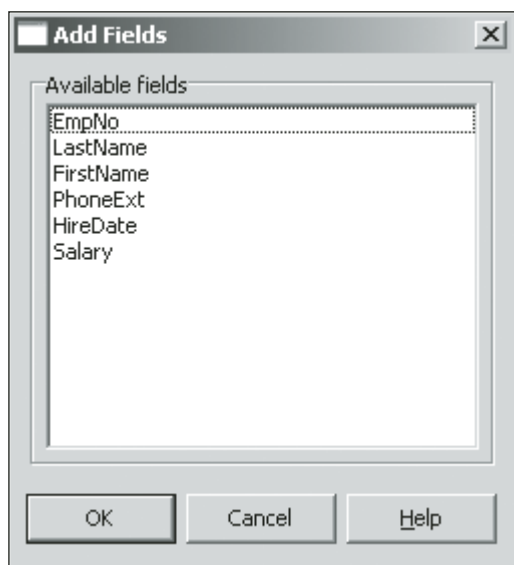 Add Fields
Available fields
EmpNo
LastName
FirstName
PhoneExt
HireDate
Salary
OK Cancel Help